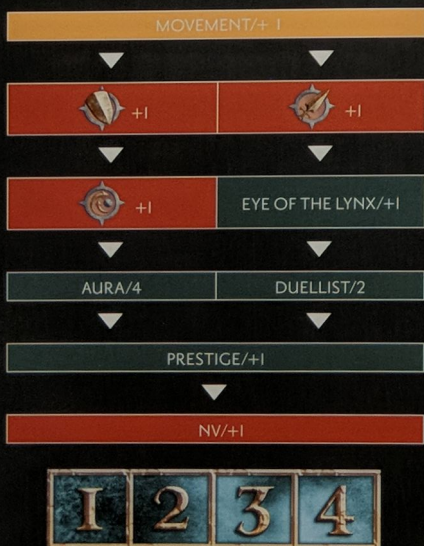 MOVEMENT/+ 1
+1 +1
+1 EYE OF THE LYNX/+1
AURA/4 DUELLIST/2
PRESTIGE/+1
NV/+1
1 2 3 4